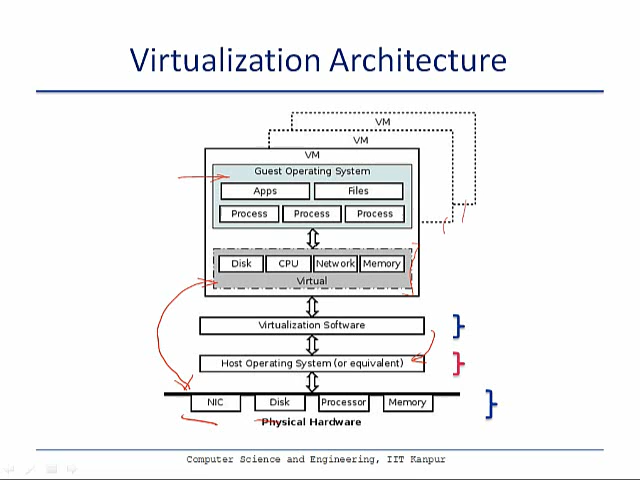 Virtualization Architecture
VM
VM
VM
Guest Operating System
Apps Files
Process Process Process
Disk CPU Network Memory
Virtual
Virtualization Software
Host Operating System (or equivalent)
NIC Disk Processor Memory
Physical Hardware
Computer Science and Engineering, IIT Kanpur